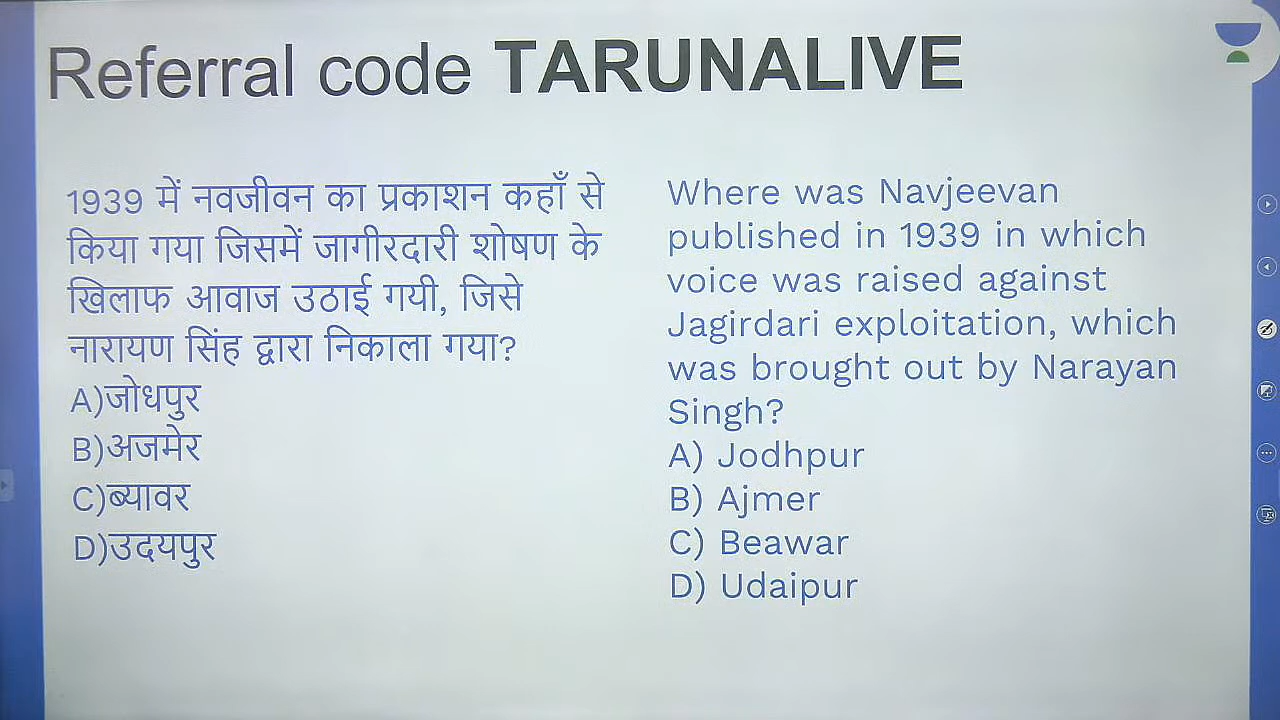 Referral code TARUNALIVE
1939 में नवजीवन का प्रकाशन कहाँ से
किया गया जिसमें जागीरदारी शोषण के
खिलाफ आवाज उठाई गयी, जिसे
नारायण सिंह द्वारा निकाला गया?
A)जोधपुर
B)अजमेर
C)ब्यावर
D)उदयपुर
Where was Navjeevan
published in 1939 in which
voice was raised against
Jagirdari exploitation, which
was brought out by Narayan
Singh?
A) Jodhpur
B) Ajmer
C) Beawar
D) Udaipur